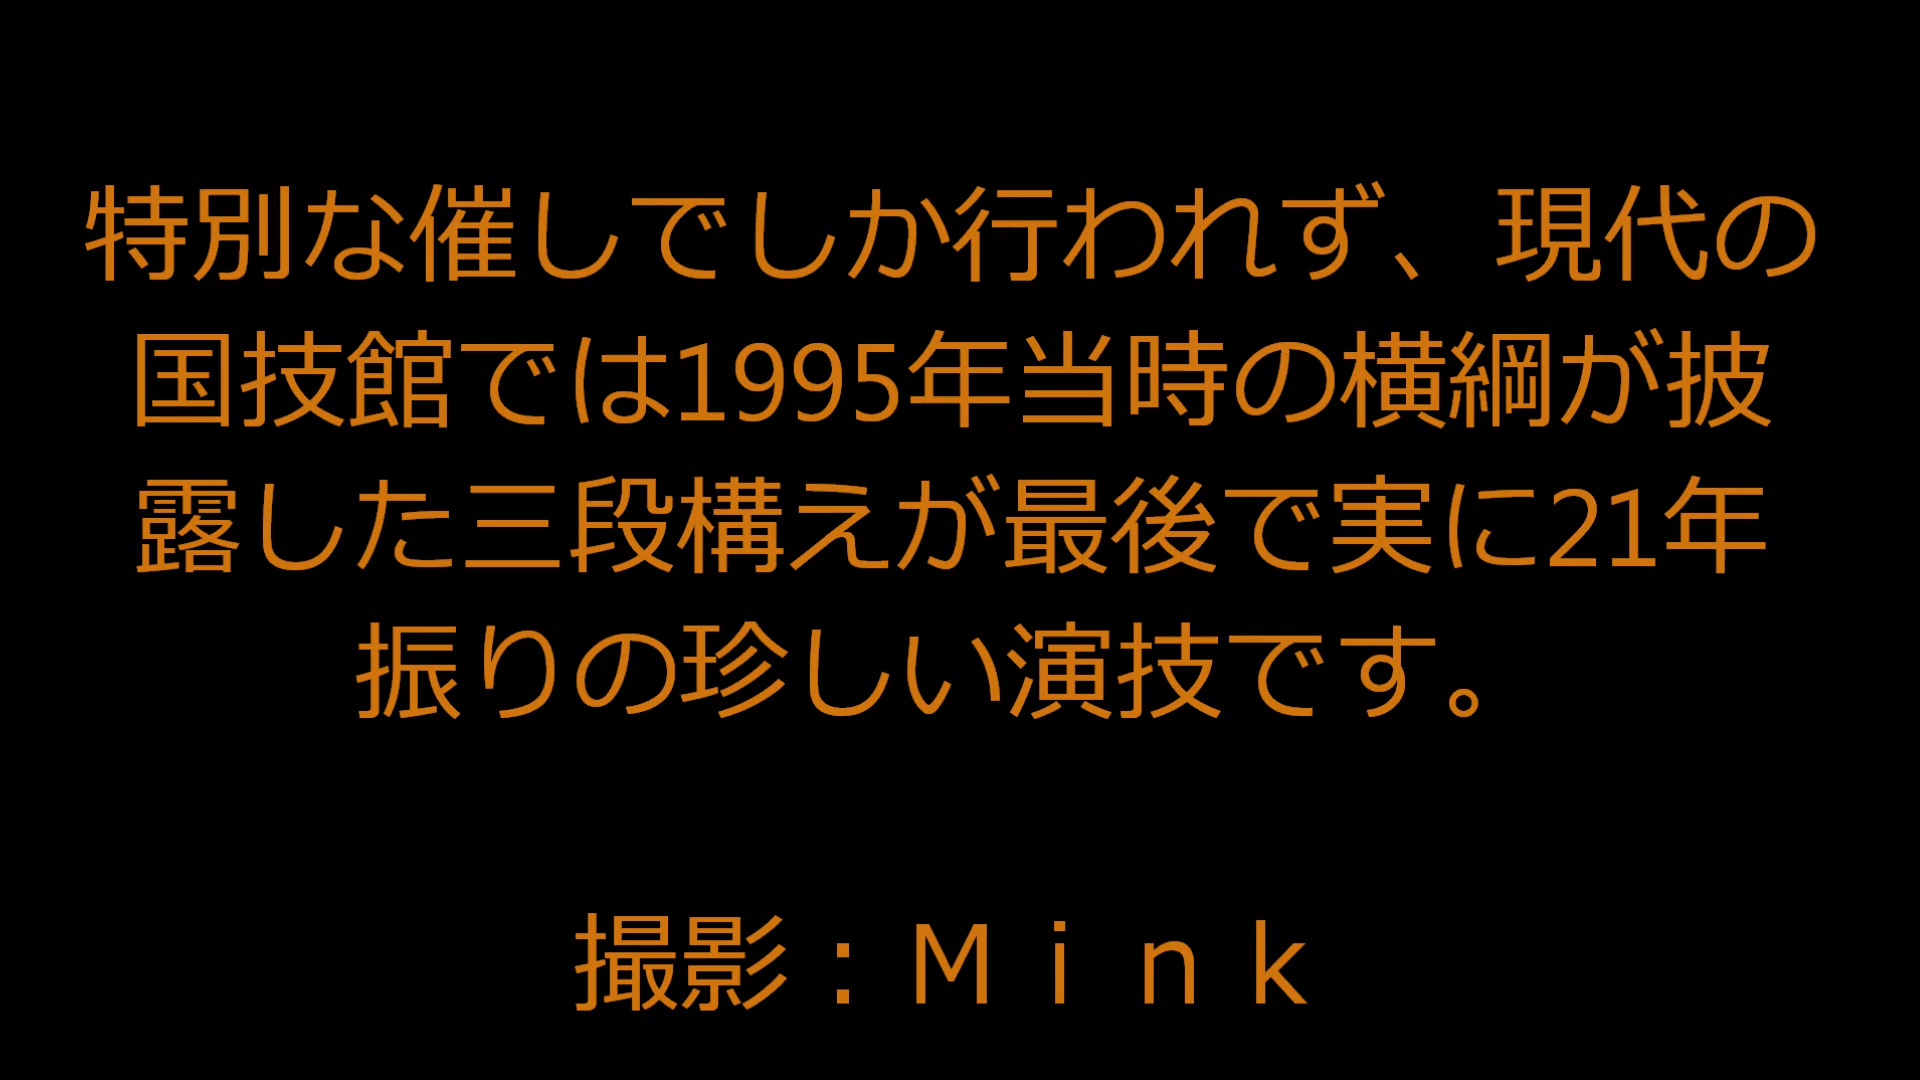 特別な催しでしか行われず、現代の
国技館では1995年当時の横綱が披
露した三段構えが最後で実に21年
振りの珍しい演技です。
撮影：Ｍｉｎｋ